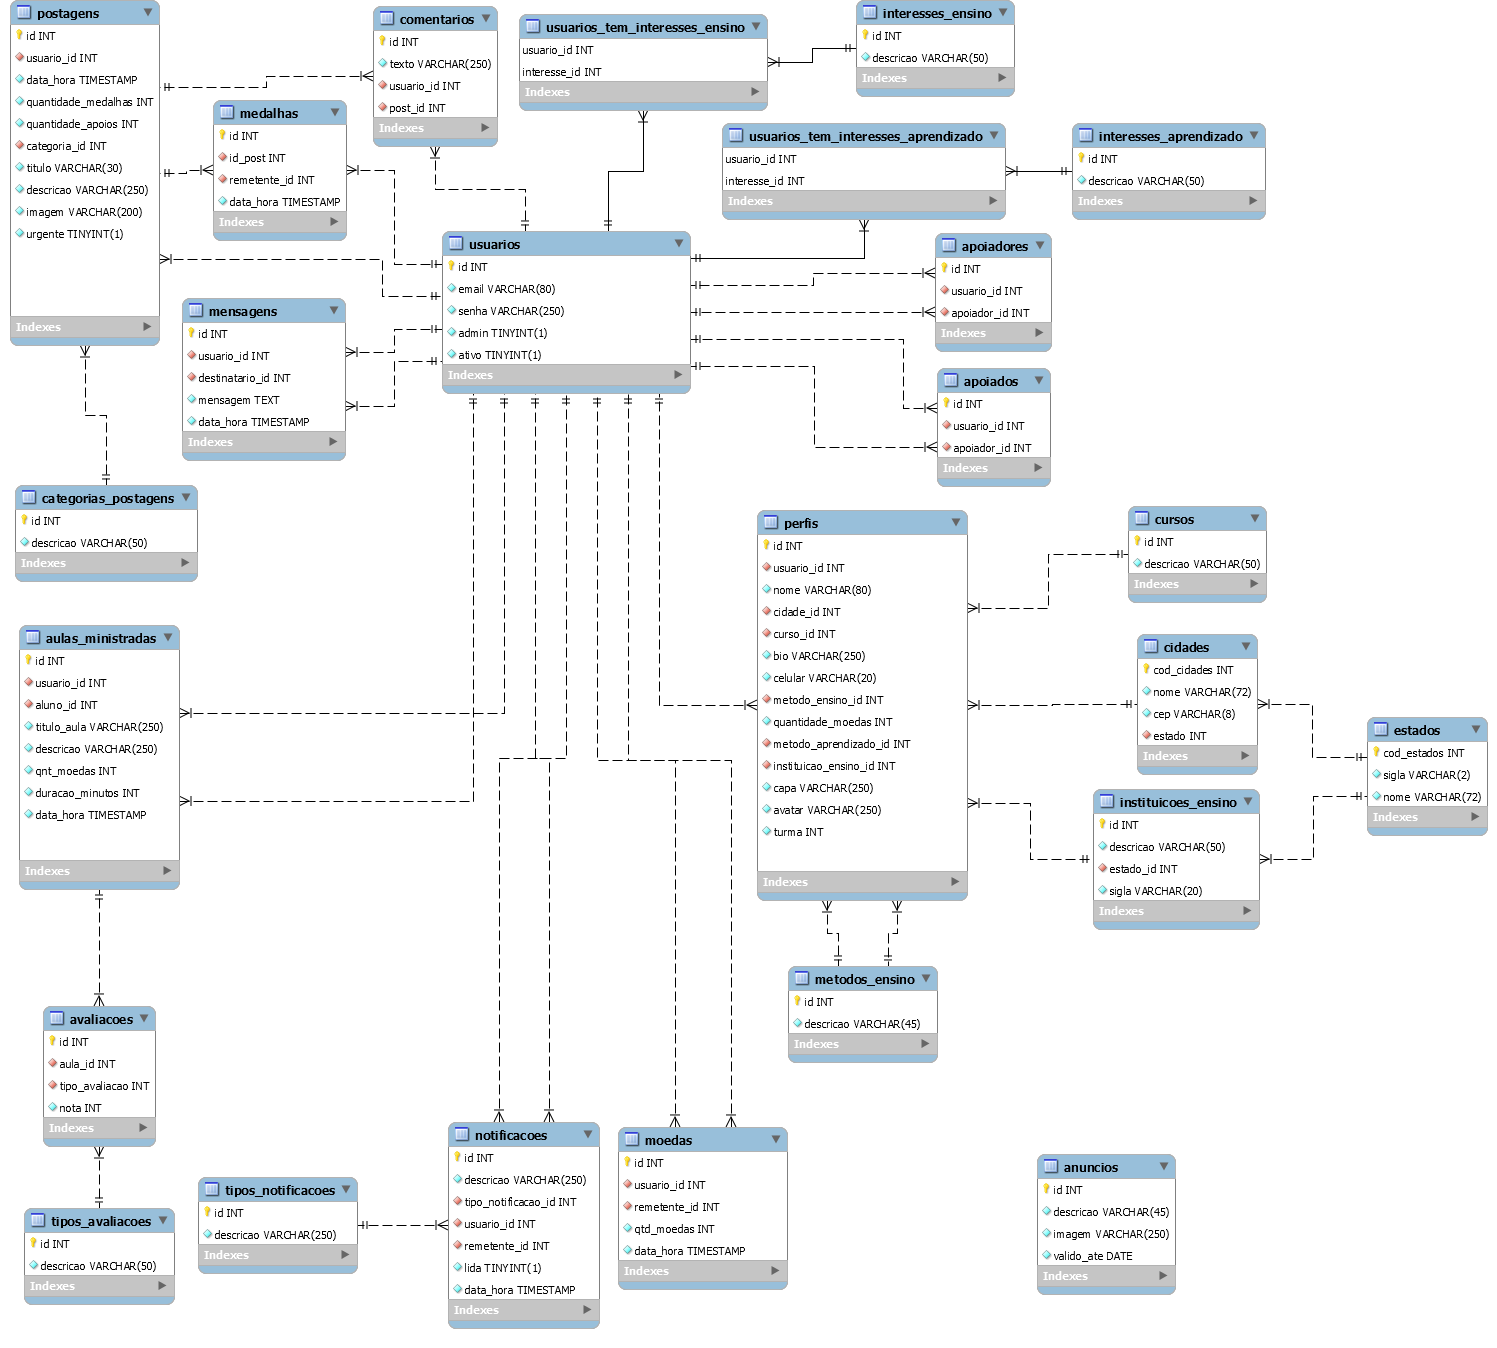 postagens
id INT
usuario_id INT
data_hora TIMESTAMP
quantidade_medalhas INT
quantidade_apoios INT
categoria_id INT
titulo VARCHAR(30)
descricao VARCHAR(250)
imagem VARCHAR(200)
urgente TINYINT(1)
Indexes
comentarios
id INT
texto VARCHAR(250)
usuario_id INT
post_id INT
Indexes
usuarios_tem_interesses_ensino
usuario_id INT
interesse_id INT
Indexes
interesses_ensino
id INT
descricao VARCHAR(50)
Indexes
medalhas
id INT
id_post INT
remetente_id INT
data_hora TIMESTAMP
Indexes
usuarios_tem_interesses_aprendizado
usuario_id INT
interesse_id INT
Indexes
interesses_aprendizado
id INT
descricao VARCHAR(50)
Indexes
usuarios
id INT
email VARCHAR(80)
senha VARCHAR(250)
admin TINYINT(1)
ativo TINYINT(1)
Indexes
apoiadores
id INT
usuario_id INT
apoiador_id INT
Indexes
mensagens
id INT
usuario_id INT
destinatario_id INT
mensagem TEXT
data_hora TIMESTAMP
Indexes
apoiados
id INT
usuario_id INT
apoiador_id INT
Indexes
categorias_postagens
id INT
descricao VARCHAR(50)
Indexes
perfis
id INT
usuario_id INT
nome VARCHAR(80)
cidade_id INT
curso_id INT
bio VARCHAR(250)
celular VARCHAR(20)
metodo_ensino_id INT
quantidade_moedas INT
metodo_aprendizado_id INT
instituicao_ensino_id INT
capa VARCHAR(250)
avatar VARCHAR(250)
turma INT
Indexes
cursos
id INT
descricao VARCHAR(50)
Indexes
aulas_ministradas
id INT
usuario_id INT
aluno_id INT
titulo_aula VARCHAR(250)
descricao VARCHAR(250)
qnt_moedas INT
duracao_minutos INT
data_hora TIMESTAMP
Indexes
cidades
cod_cidades INT
nome VARCHAR(72)
cep VARCHAR(8)
estado INT
Indexes
estados
cod_estados INT
sigla VARCHAR(2)
nome VARCHAR(72)
Indexes
instituicoes_ensino
id INT
descricao VARCHAR(50)
estado_id INT
sigla VARCHAR(20)
Indexes
metodos_ensino
id INT
descricao VARCHAR(45)
Indexes
avaliacoes
id INT
aula_id INT
tipo_avaliacao INT
nota INT
Indexes
notificacoes
id INT
descricao VARCHAR(250)
tipo_notificacao_id INT
usuario_id INT
remetente_id INT
lida TINYINT(1)
data_hora TIMESTAMP
Indexes
moedas
id INT
usuario_id INT
remetente_id INT
qtd_moedas INT
data_hora TIMESTAMP
Indexes
anuncios
id INT
descricao VARCHAR(45)
imagem VARCHAR(250)
valido_ate DATE
Indexes
tipos_notificacoes
id INT
descricao VARCHAR(250)
Indexes
tipos_avaliacoes
id INT
descricao VARCHAR(50)
Indexes